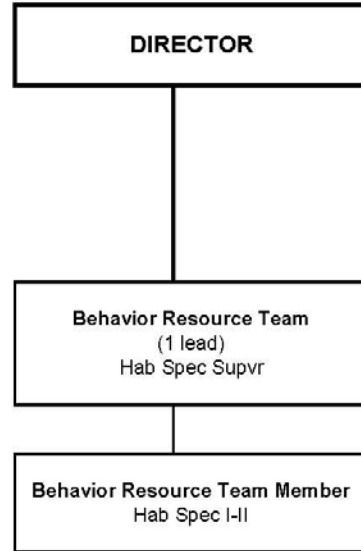 DIRECTOR
Behavior Resource Team
(1 lead)
Hab Spec Supvr
Behavior Resource Team Member
Hab Spec I-II